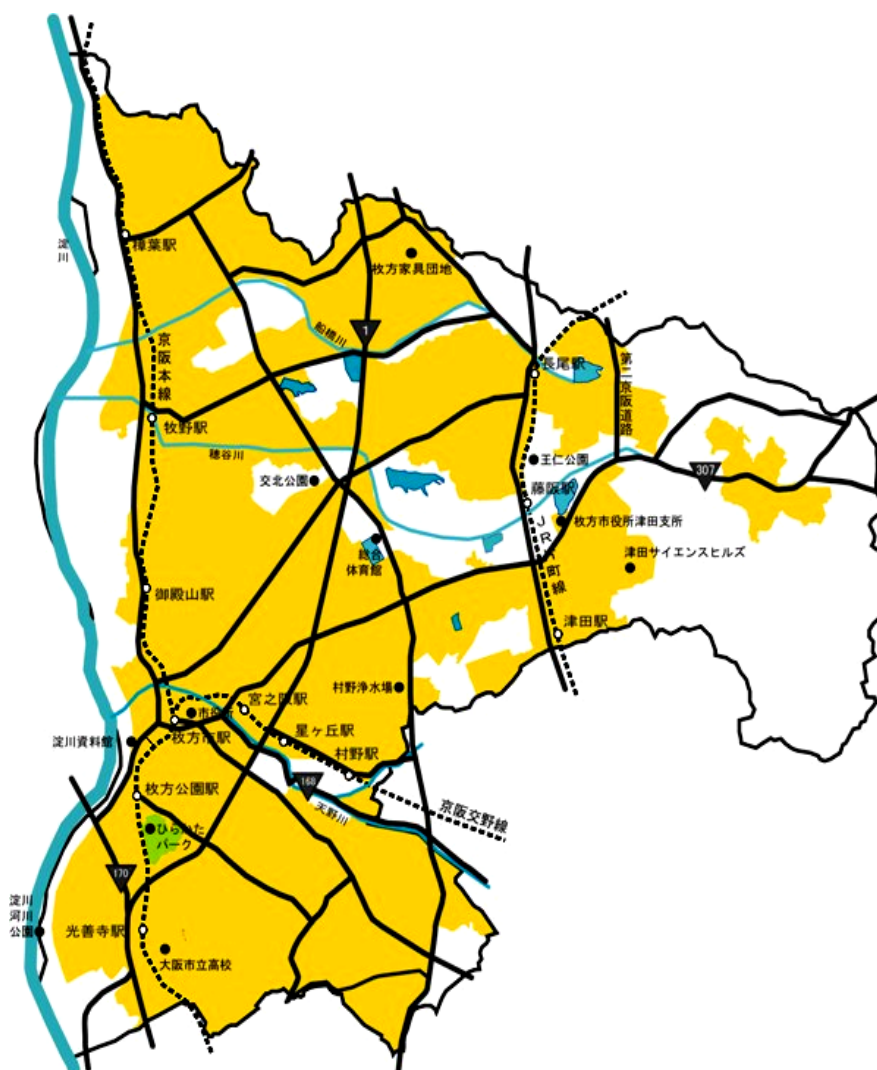 樟葉駅
枚方家具団地
淀川
船橋川
1
京阪本線
長尾駅
第二京阪道路
牧野駅
穂谷川
王仁公園
307
交北公園
藤阪駅
枚方市役所津田支所
JR片町線
総合
体育館
津田サイエンスヒルズ
御殿山駅
津田駅
村野浄水場
宮之阪駅
市役所
星ヶ丘駅
淀川資料館
枚方市駅
村野駅
168
枚方公園駅
天野川
京阪交野線
ひらかた
パーク
170
淀川
河川
公園
光善寺駅
大阪市立高校